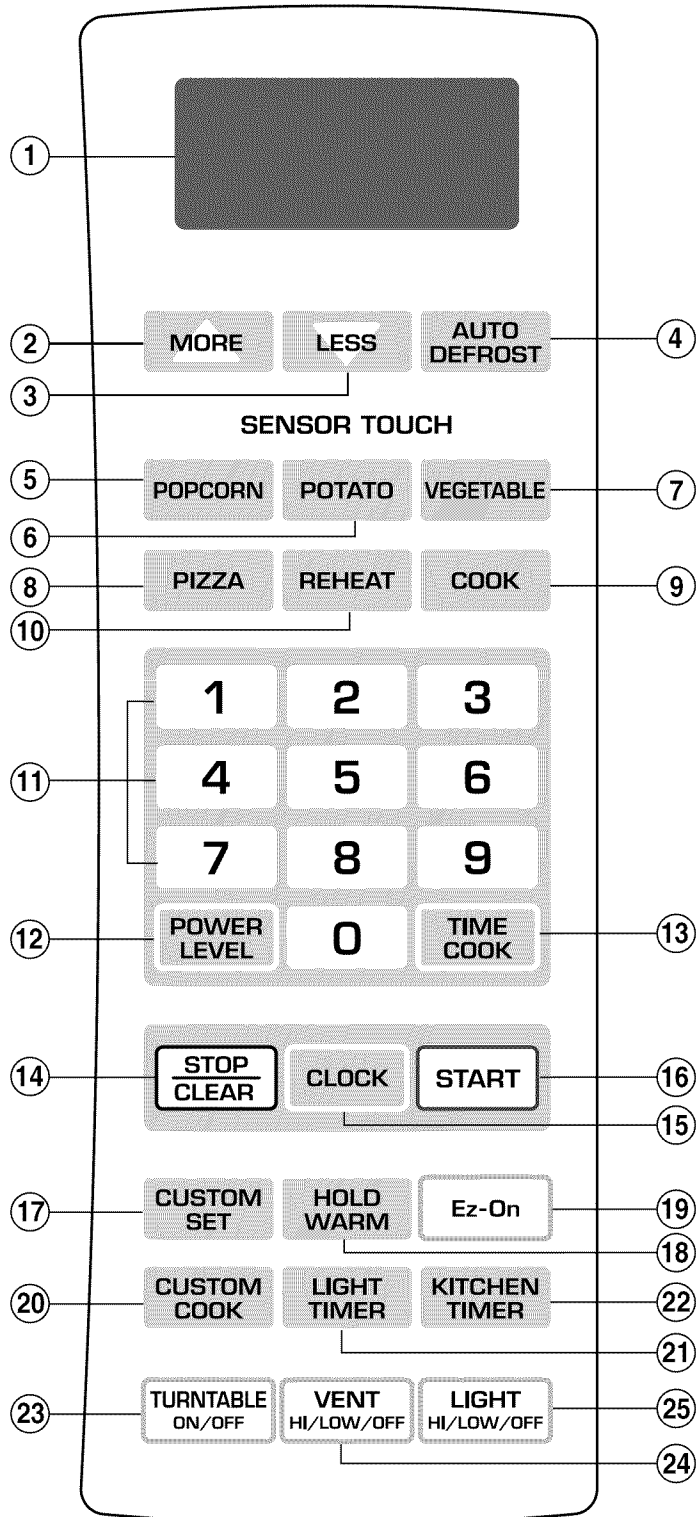 1
MORE
LESS
AUTO
DEFROST
2
3
4
SENSOR TOUCH
POPCORN
POTATO
VEGETABLE
5
6
7
PIZZA
REHEAT
COOK
8
10
9
1
2
3
4
5
6
7
8
9
11
POWER
LEVEL
0
TIME
COOK
12
13
STOP
CLEAR
CLOCK
START
14
15
16
CUSTOM
SET
HOLD
WARM
Ez-On
17
18
19
CUSTOM
COOK
LIGHT
TIMER
KITCHEN
TIMER
20
21
22
TURNTABLE
ON/OFF
VENT
HI/LOW/OFF
LIGHT
HI/LOW/OFF
23
24
25